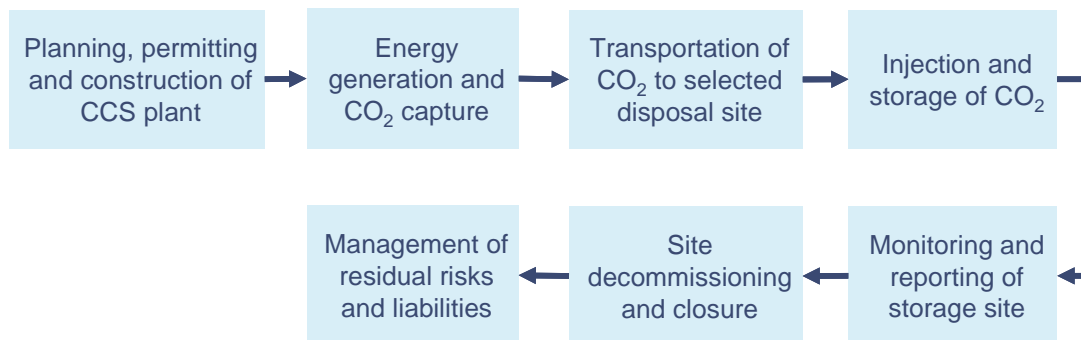 Planning, permitting
and construction of
CCS plant
Energy
generation and
CO₂ capture
Transportation of
CO₂ to selected
disposal site
Injection and
storage of CO₂
Management of
residual risks
and liabilities
Site
decommissioning
and closure
Monitoring and
reporting of
storage site